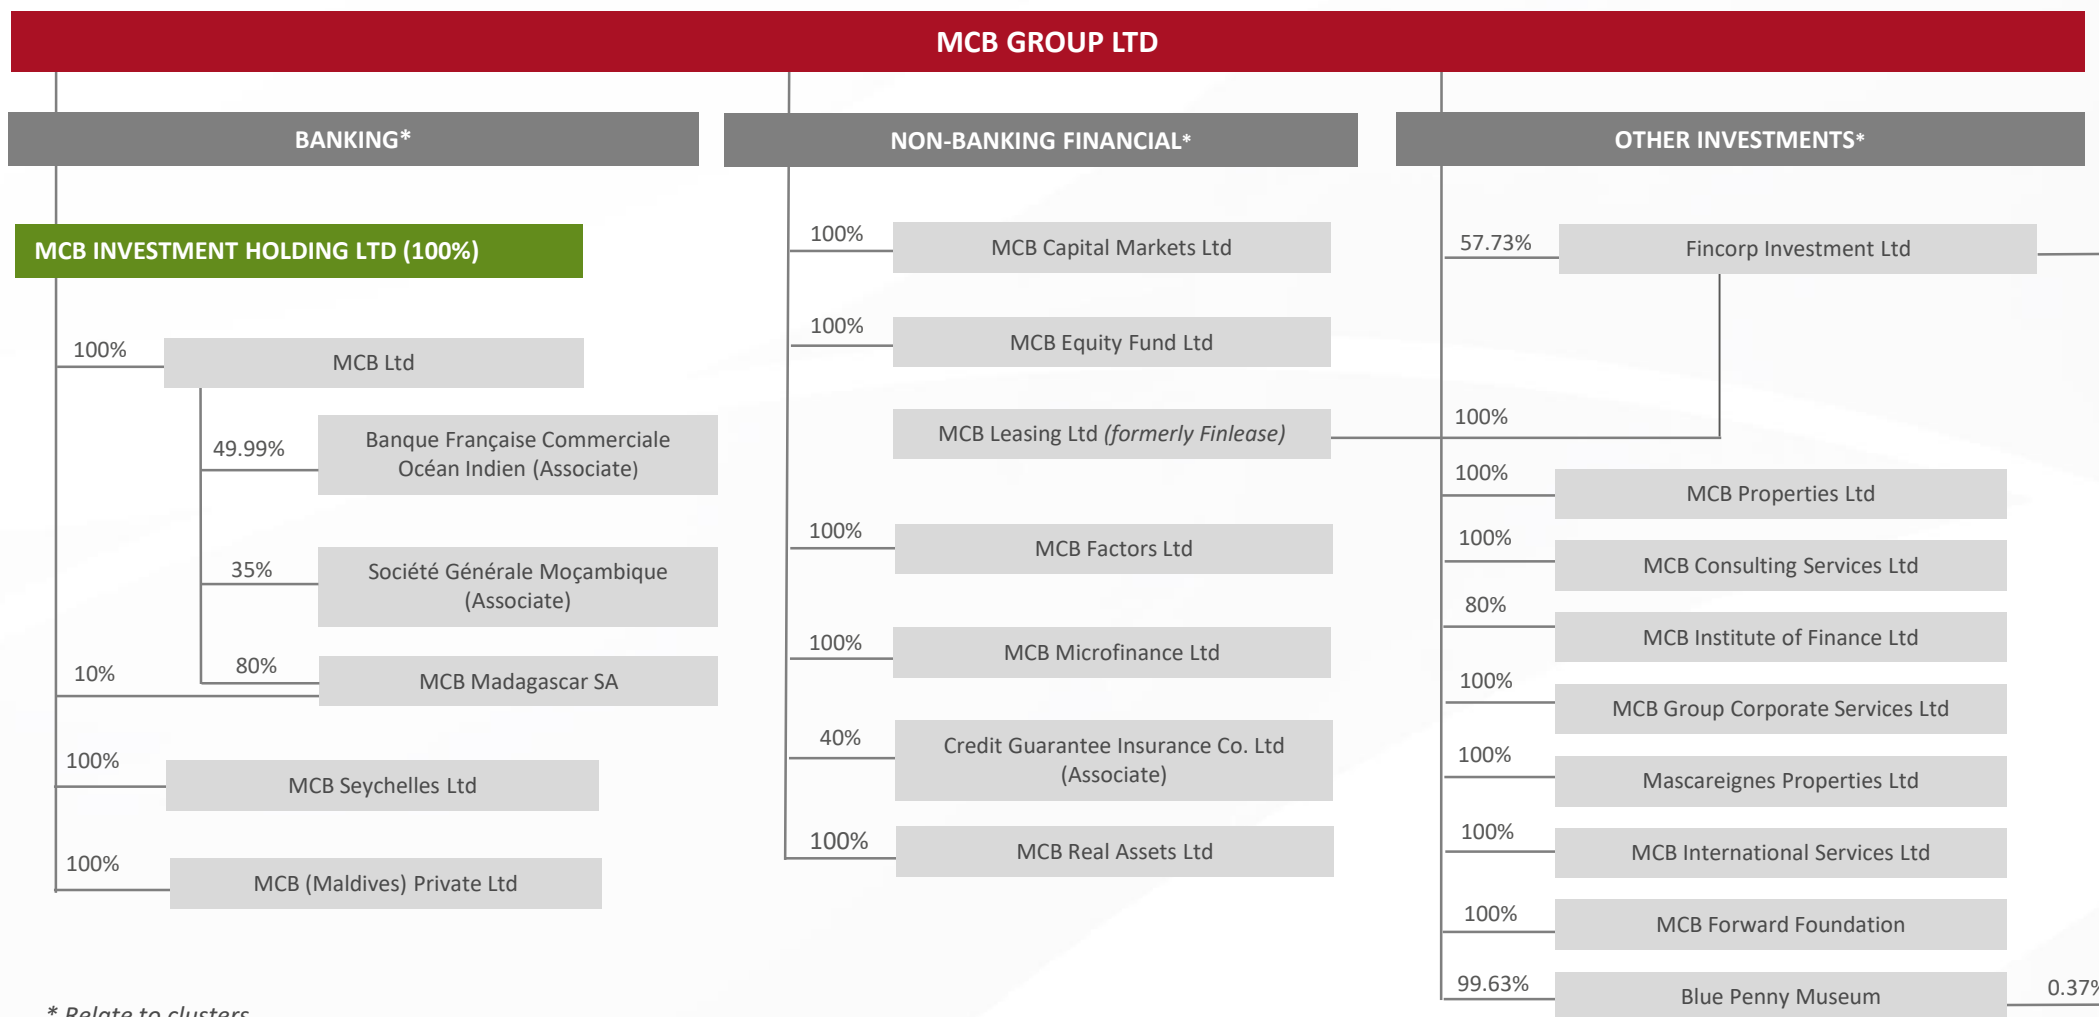 MCB GROUP LTD
BANKING*
MCB INVESTMENT HOLDING LTD (100%)
100%
MCB Ltd
49.99%
Banque Française Commerciale
Océan Indien (Associate)
35%
Société Générale Moçambique
(Associate)
10%
80%
MCB Madagascar SA
100%
MCB Seychelles Ltd
100%
MCB (Maldives) Private Ltd
NON-BANKING FINANCIAL*
100%
MCB Capital Markets Ltd
100%
MCB Equity Fund Ltd
MCB Leasing Ltd (formerly Finlease)
100%
MCB Factors Ltd
100%
MCB Microfinance Ltd
40%
Credit Guarantee Insurance Co. Ltd
(Associate)
100%
MCB Real Assets Ltd
OTHER INVESTMENTS*
57.73%
Fincorp Investment Ltd
100%
100%
MCB Properties Ltd
100%
MCB Consulting Services Ltd
80%
MCB Institute of Finance Ltd
100%
MCB Group Corporate Services Ltd
100%
Mascareignes Properties Ltd
100%
MCB International Services Ltd
100%
MCB Forward Foundation
99.63%
Blue Penny Museum
0.37%
* Relate to clusters